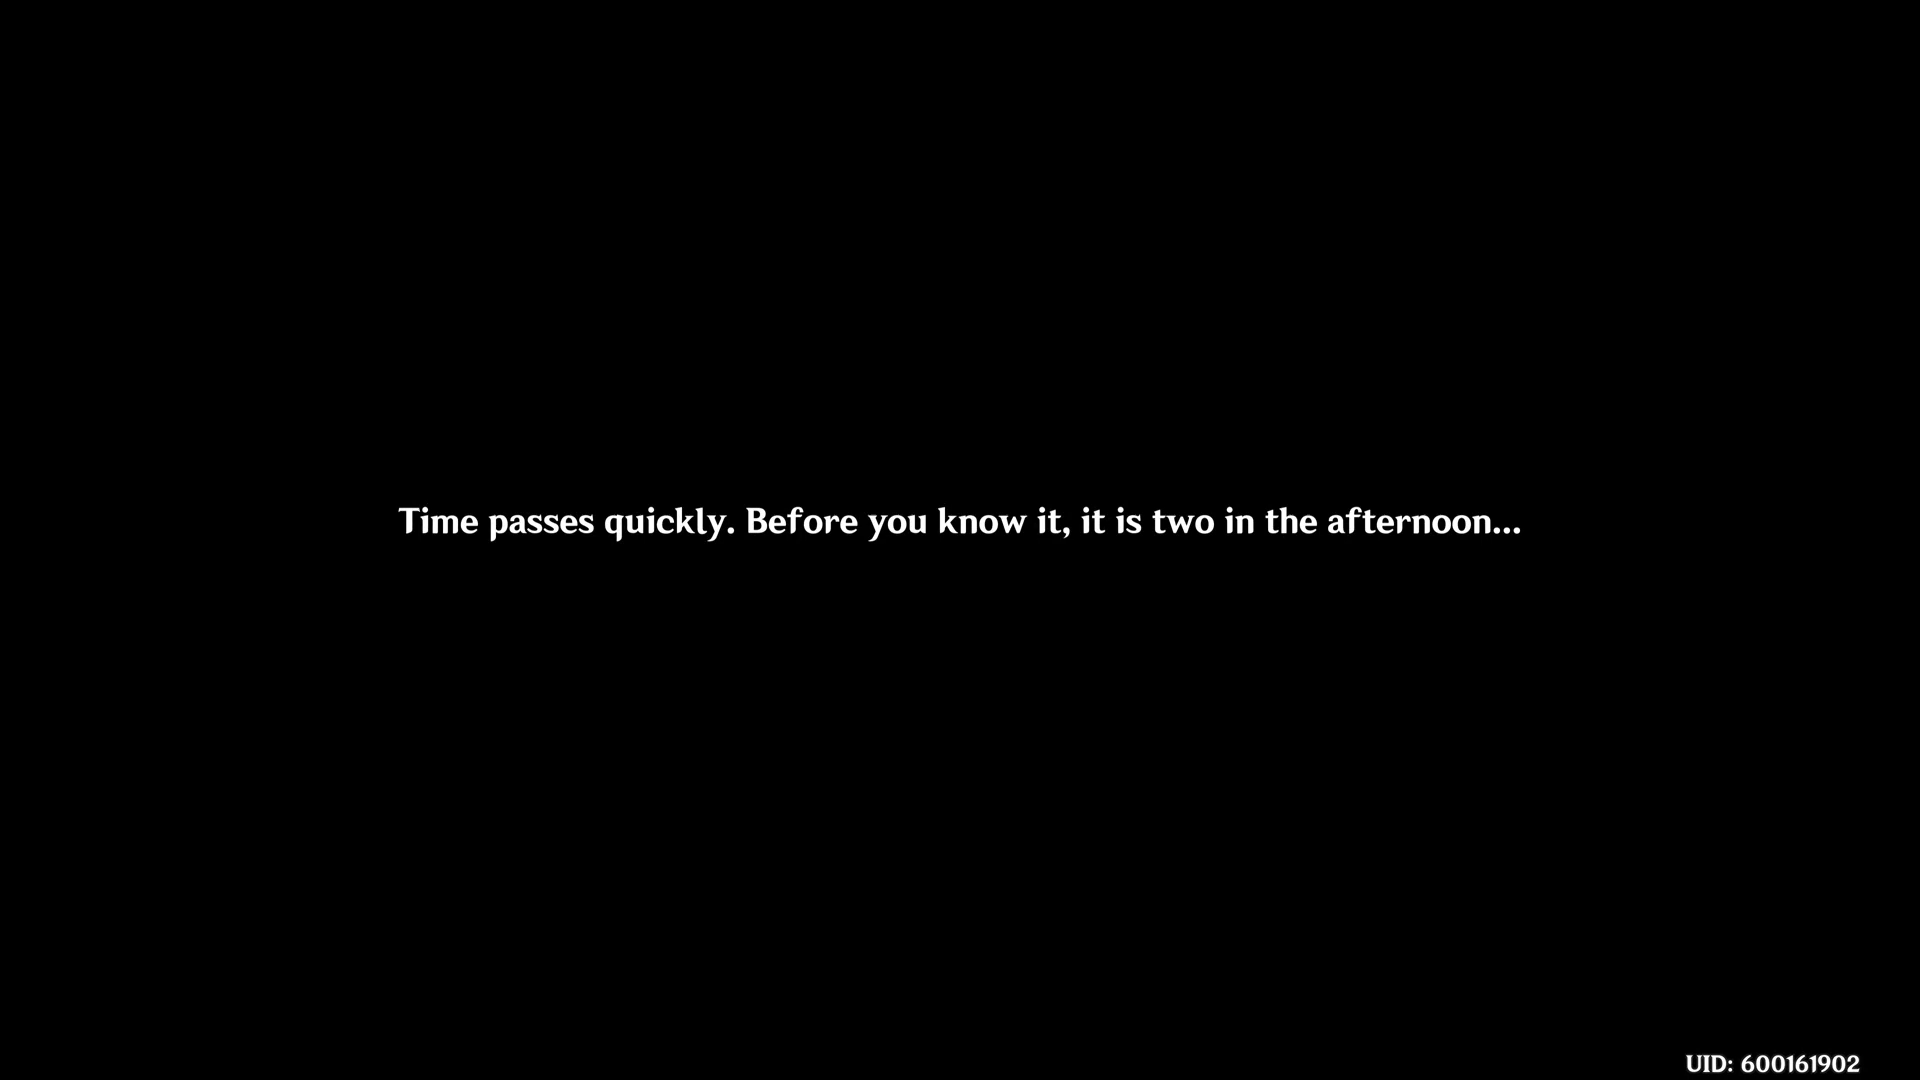 Time passes quickly. Before you know it, it is two in the afternoon...
UID: 600161902